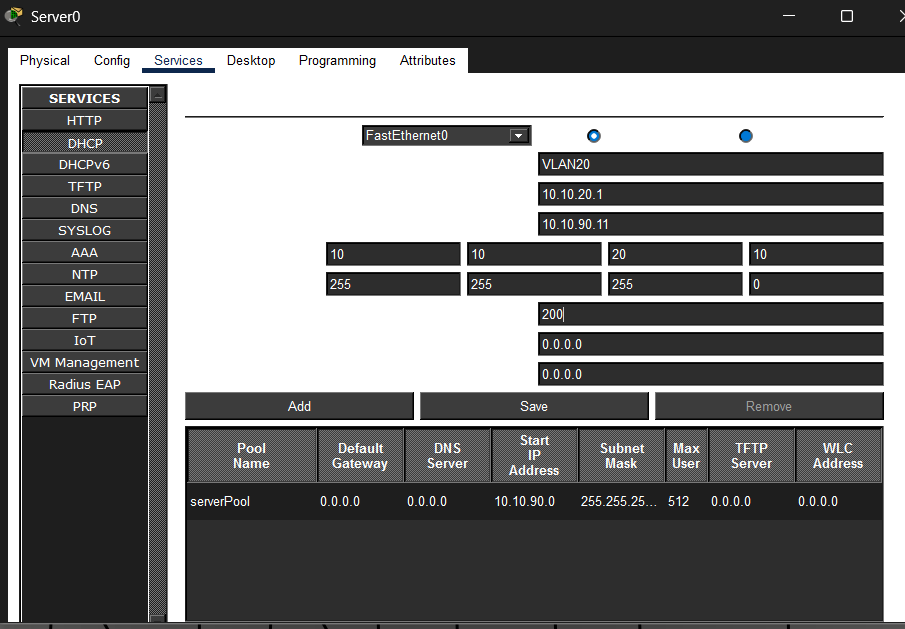 Server0
Physical Config Services Desktop Programming Attributes
SERVICES
HTTP
DHCP
DHCPv6
TFTP
DNS
SYSLOG
AAA
NTP
EMAIL
FTP
IoT
VM Management
Radius EAP
PRP
FastEthernet0
VLAN20
10.10.20.1
10.10.90.11
10 10 20 10
255 255 255 0
200
0.0.0.0
0.0.0.0
Add Save Remove
Pool Name Default Gateway DNS Server Start IP Address Subnet Mask Max User TFTP Server WLC Address
serverPool 0.0.0.0 0.0.0.0 10.10.90.0 255.255.25... 512 0.0.0.0 0.0.0.0